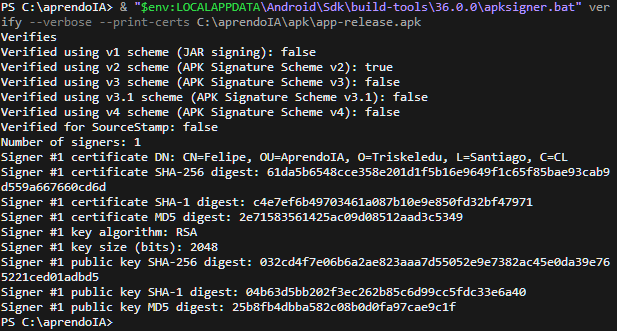 PS C:\aprendoIA> & "$env:LOCALAPPDATA\Android\Sdk\build-tools\36.0.0\apksigner.bat" ver
ify --verbose --print-certs C:\aprendoIA\apk\app-release.apk
Verifies
Verified using v1 scheme (JAR signing): false
Verified using v2 scheme (APK Signature Scheme v2): true
Verified using v3 scheme (APK Signature Scheme v3): false
Verified using v3.1 scheme (APK Signature Scheme v3.1): false
Verified using v4 scheme (APK Signature Scheme v4): false
Verified for SourceStamp: false
Number of signers: 1
Signer #1 certificate DN: CN=Felipe, OU=AprendoIA, O=Triskeledu, L=Santiago, C=CL
Signer #1 certificate SHA-256 digest: 61da5b6548cce358e201d1f5b16e9649f1c65f85bae93cab9
d559a667660cd6d
Signer #1 certificate SHA-1 digest: c4e7ef6b49703461a087b10e9e850fd32bf47971
Signer #1 certificate MD5 digest: 2e71583561425ac09d08512aad3c5349
Signer #1 key algorithm: RSA
Signer #1 key size (bits): 2048
Signer #1 public key SHA-256 digest: 032cd4f7e06b6a2ae823aaa7d55052e9e7382ac45e0da39e76
5221ced01adbd5
Signer #1 public key SHA-1 digest: 04b63d5bb202f3ec262b85c6d99cc5fdc33e6a40
Signer #1 public key MD5 digest: 25b8fb4dbba582c08b0d0fa97cae9c1f
PS C:\aprendoIA>